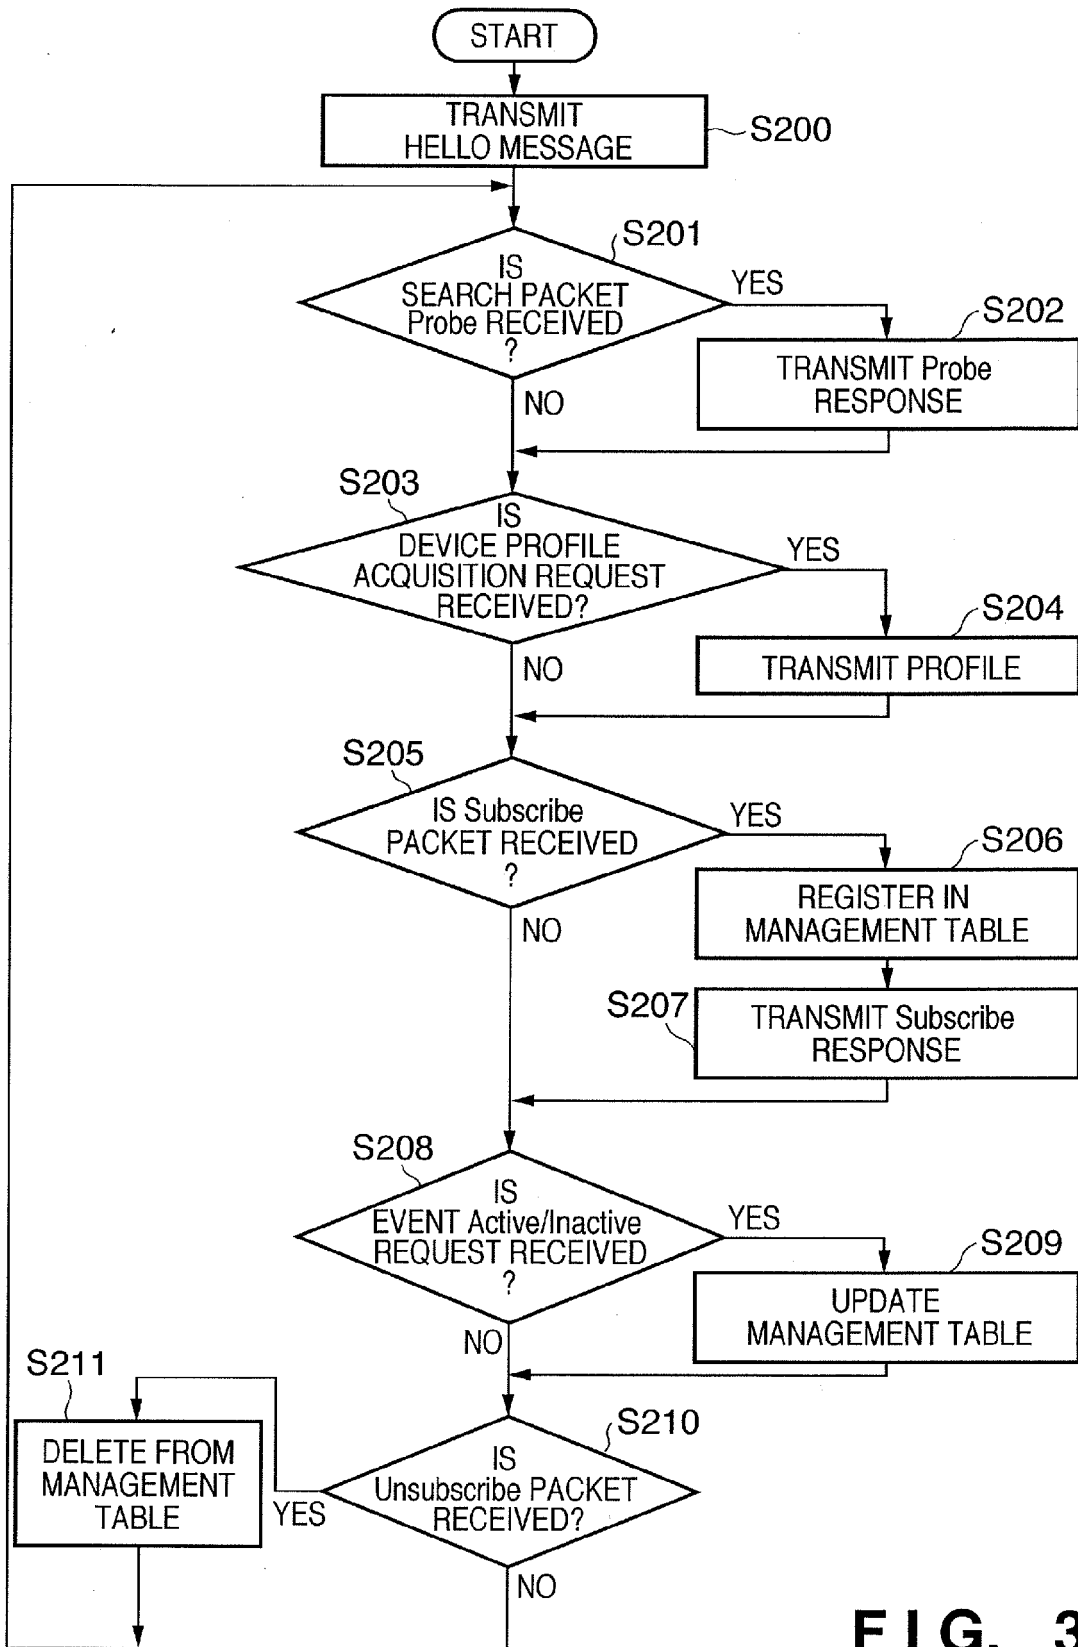 START
TRANSMIT
HELLO MESSAGE
S200
S201
IS
SEARCH PACKET
Probe RECEIVED
?
YES
NO
S202
TRANSMIT Probe
RESPONSE
S203
IS
DEVICE PROFILE
ACQUISITION REQUEST
RECEIVED?
YES
NO
S204
TRANSMIT PROFILE
S205
IS Subscribe
PACKET RECEIVED
?
YES
NO
S206
REGISTER IN
MANAGEMENT TABLE
S207
TRANSMIT Subscribe
RESPONSE
S208
IS
EVENT Active/Inactive
REQUEST RECEIVED
?
YES
NO
S209
UPDATE
MANAGEMENT TABLE
S210
IS
Unsubscribe PACKET
RECEIVED?
YES
NO
S211
DELETE FROM
MANAGEMENT
TABLE
FIG. 3